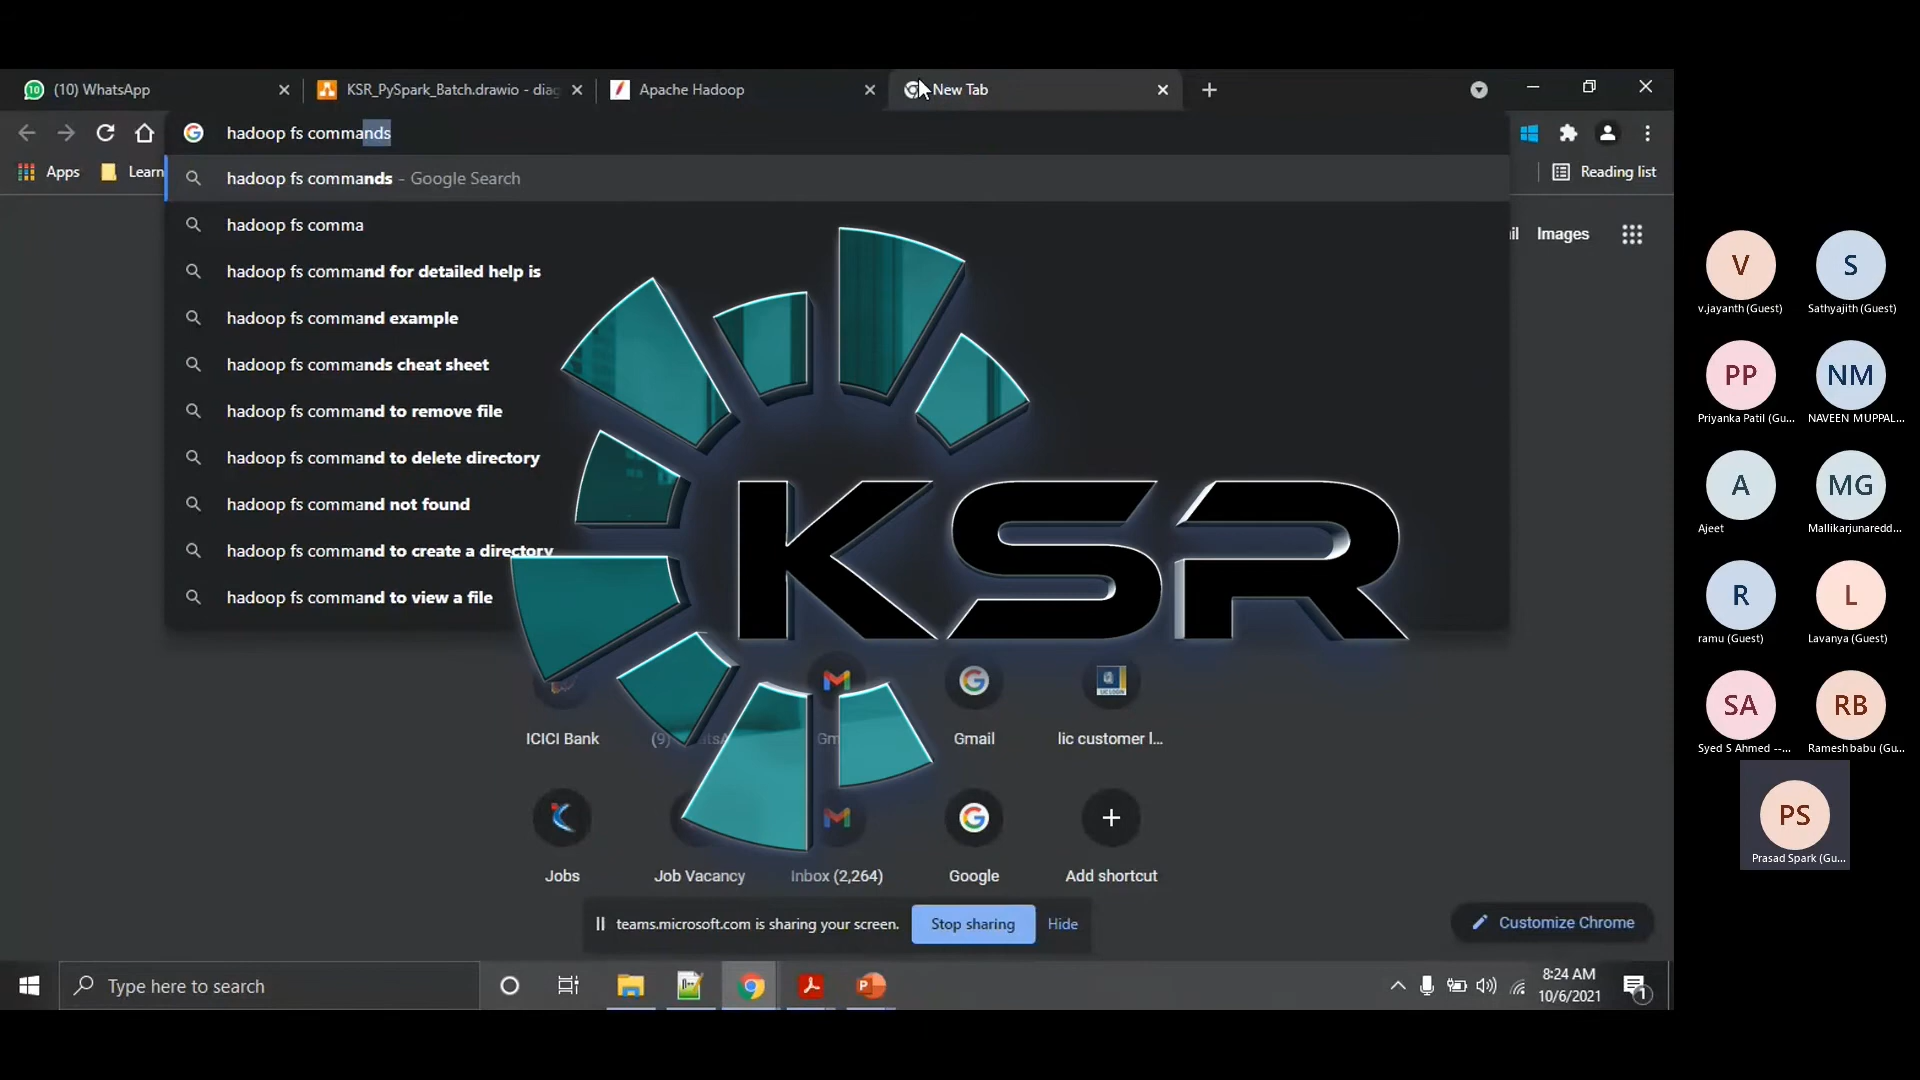 (10) WhatsApp
KSR_PySpark_Batch.drawio - diag
Apache Hadoop
New Tab
hadoop fs commands
Apps
Learn
Reading list
hadoop fs commands - Google Search
hadoop fs comma
hadoop fs command for detailed help is
hadoop fs command example
hadoop fs commands cheat sheet
hadoop fs command to remove file
hadoop fs command to delete directory
hadoop fs command not found
hadoop fs command to create a directory
hadoop fs command to view a file
il
Images
KSR
ICICI Bank
Gmail
lic customer l...
Jobs
Job Vacancy
Inbox (2,264)
Google
Add shortcut
teams.microsoft.com is sharing your screen.
Stop sharing
Hide
Customize Chrome
Type here to search
8:24 AM
10/6/2021
1
V
v.jayanth (Guest)
S
Sathyajith (Guest)
PP
Priyanka Patil (Gu...
NM
NAVEEN MUPPAL...
A
Ajeet
MG
Mallikarjunaredd...
R
ramu (Guest)
L
Lavanya (Guest)
SA
Syed S Ahmed --...
RB
Rameshbabu (Gu...
PS
Prasad Spark (Gu...